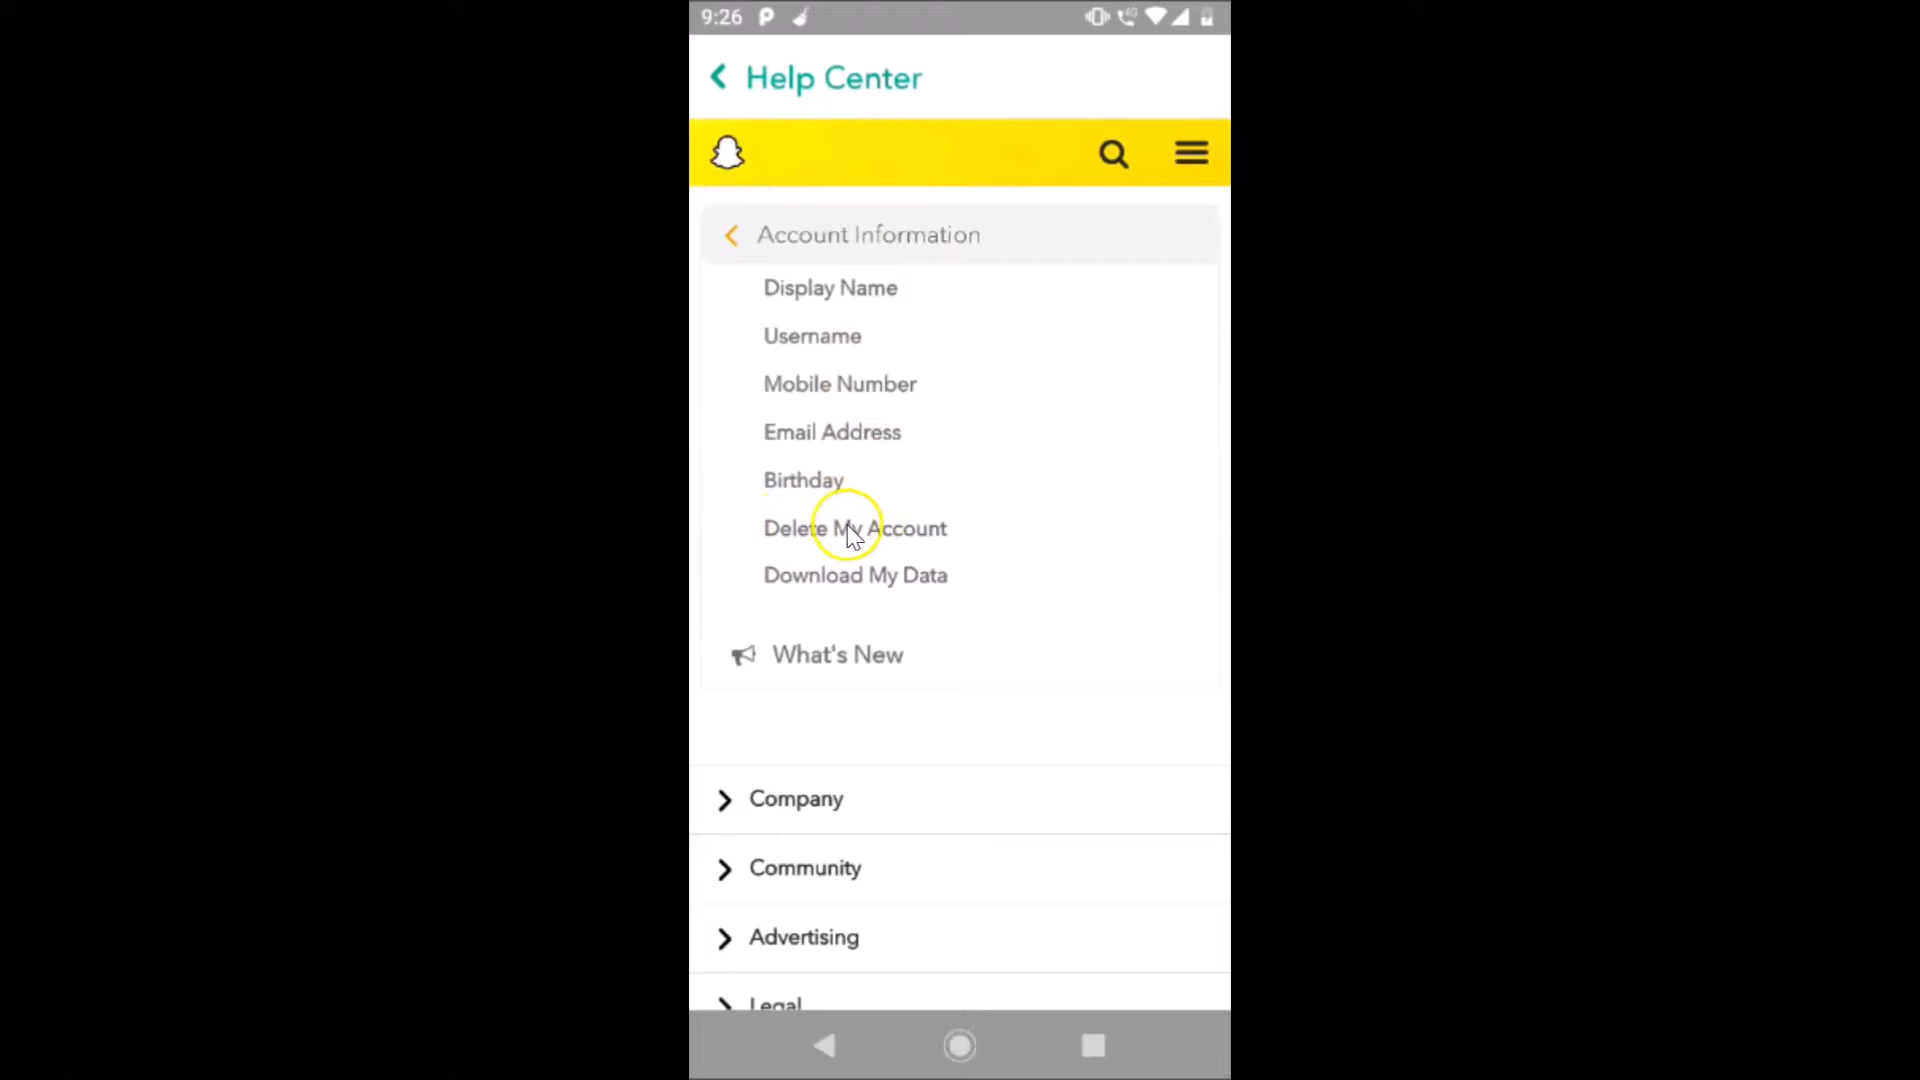 9:26
Help Center
Account Information
Display Name
Username
Mobile Number
Email Address
Birthday
Delete My Account
Download My Data
What's New
Company
Community
Advertising
Legal